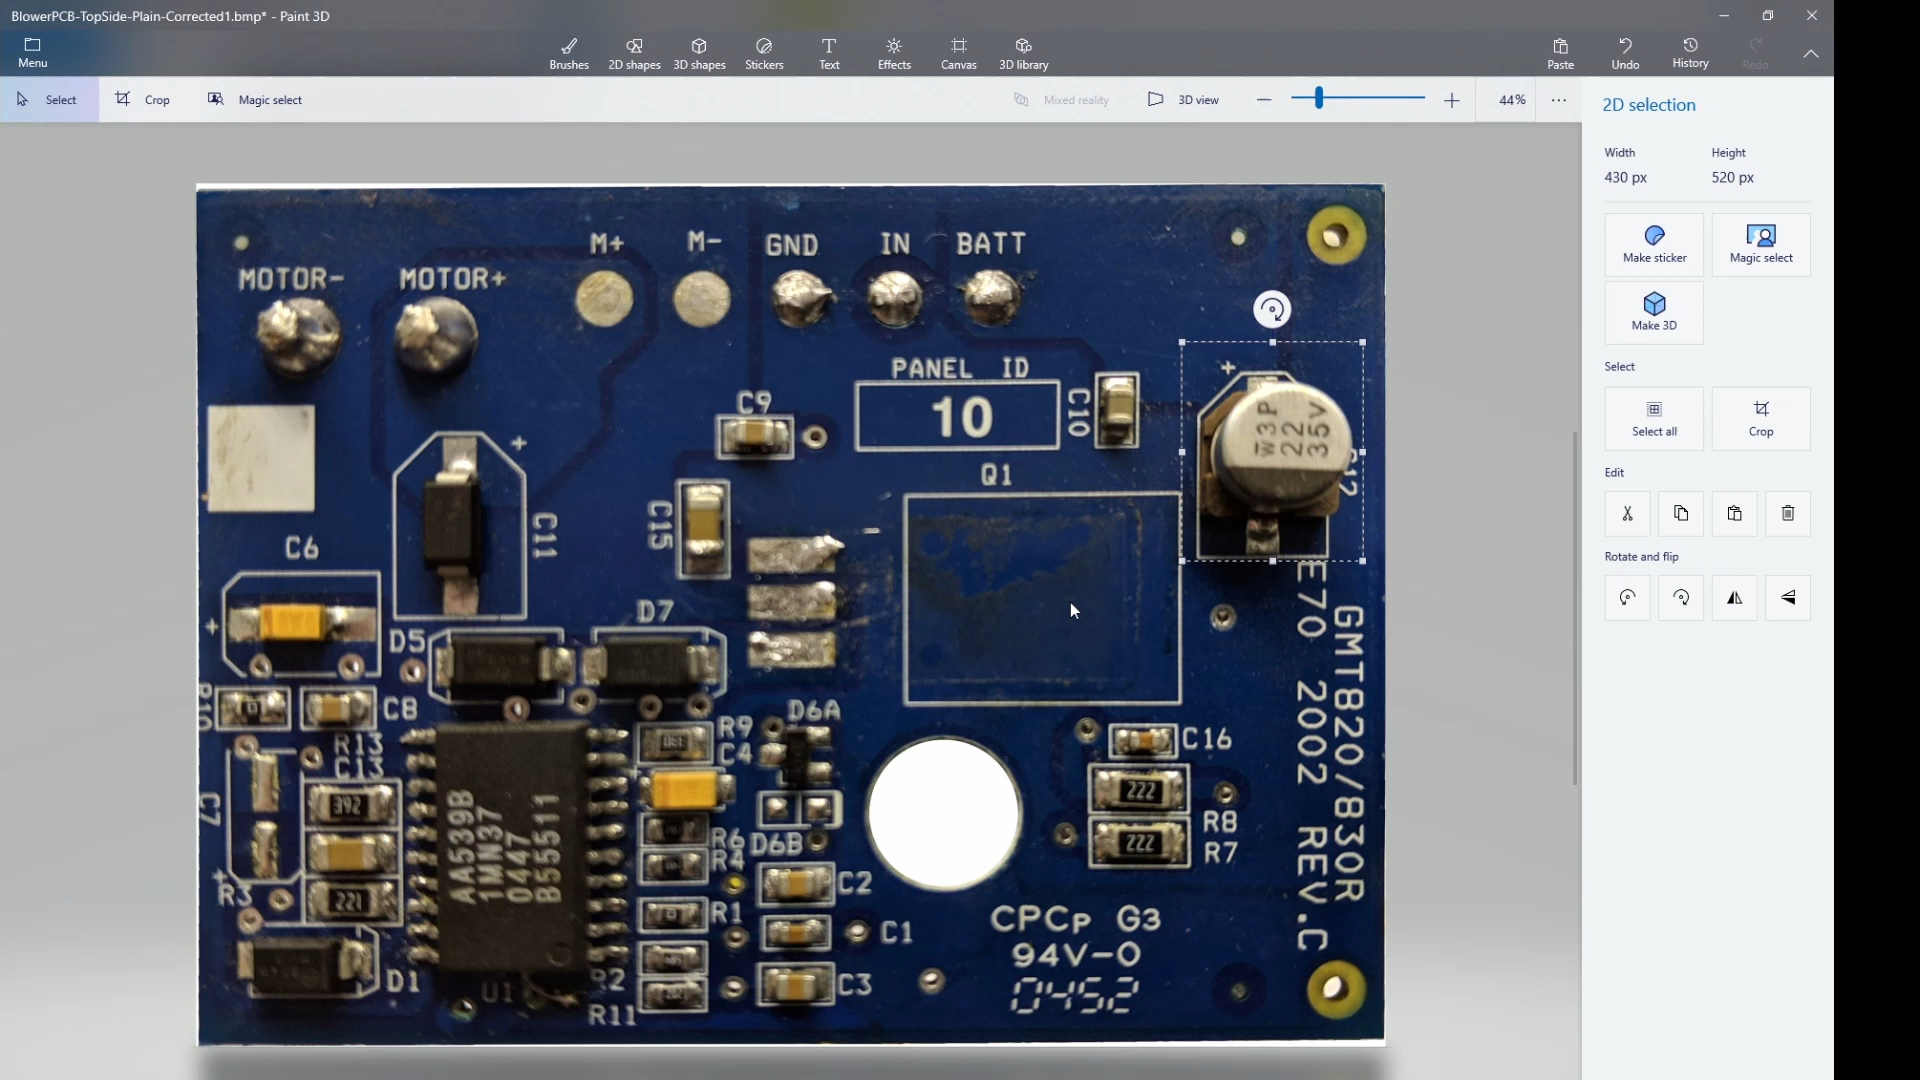 BlowerPCB-TopSide-Plain-Corrected1.bmp* - Paint 3D
Menu
Brushes
2D shapes
3D shapes
Stickers
Text
Effects
Canvas
3D library
Paste
Undo
History
Redo
Select
Crop
Magic select
Mixed reality
3D view
44%
2D selection
Width
Height
430 px
520 px
Make sticker
Magic select
Make 3D
Select
Select all
Crop
Edit
Rotate and flip
M+
M-
GND
IN
BATT
MOTOR-
MOTOR+
PANEL ID
10
C9
C10
+
W3P
22
35V
C12
Q1
+
C11
C15
C6
+
D5
D7
R10
C8
R13
C13
R9
C4
D6A
C16
392
C7
+
R3
221
AA539B
1MN37
0447
B5511
R6
R4
D6B
222
R8
222
R7
C2
R1
C1
D1
U1
R2
C3
R11
CPCp G3
94V-0
0452
GMT820/830R
E70 2002 REV.C